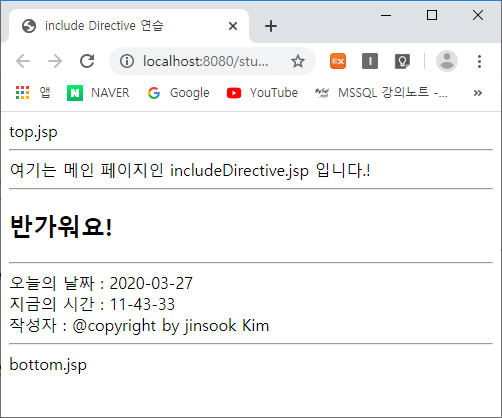 include Directive 연습
localhost:8080/stu...
앱 NAVER Google YouTube MSSQL 강의노트 -...
top.jsp
여기는 메인 페이지인 includeDirective.jsp 입니다.!
반가워요!
오늘의 날짜 : 2020-03-27
지금의 시간 : 11-43-33
작성자 : @copyright by jinsook Kim
bottom.jsp